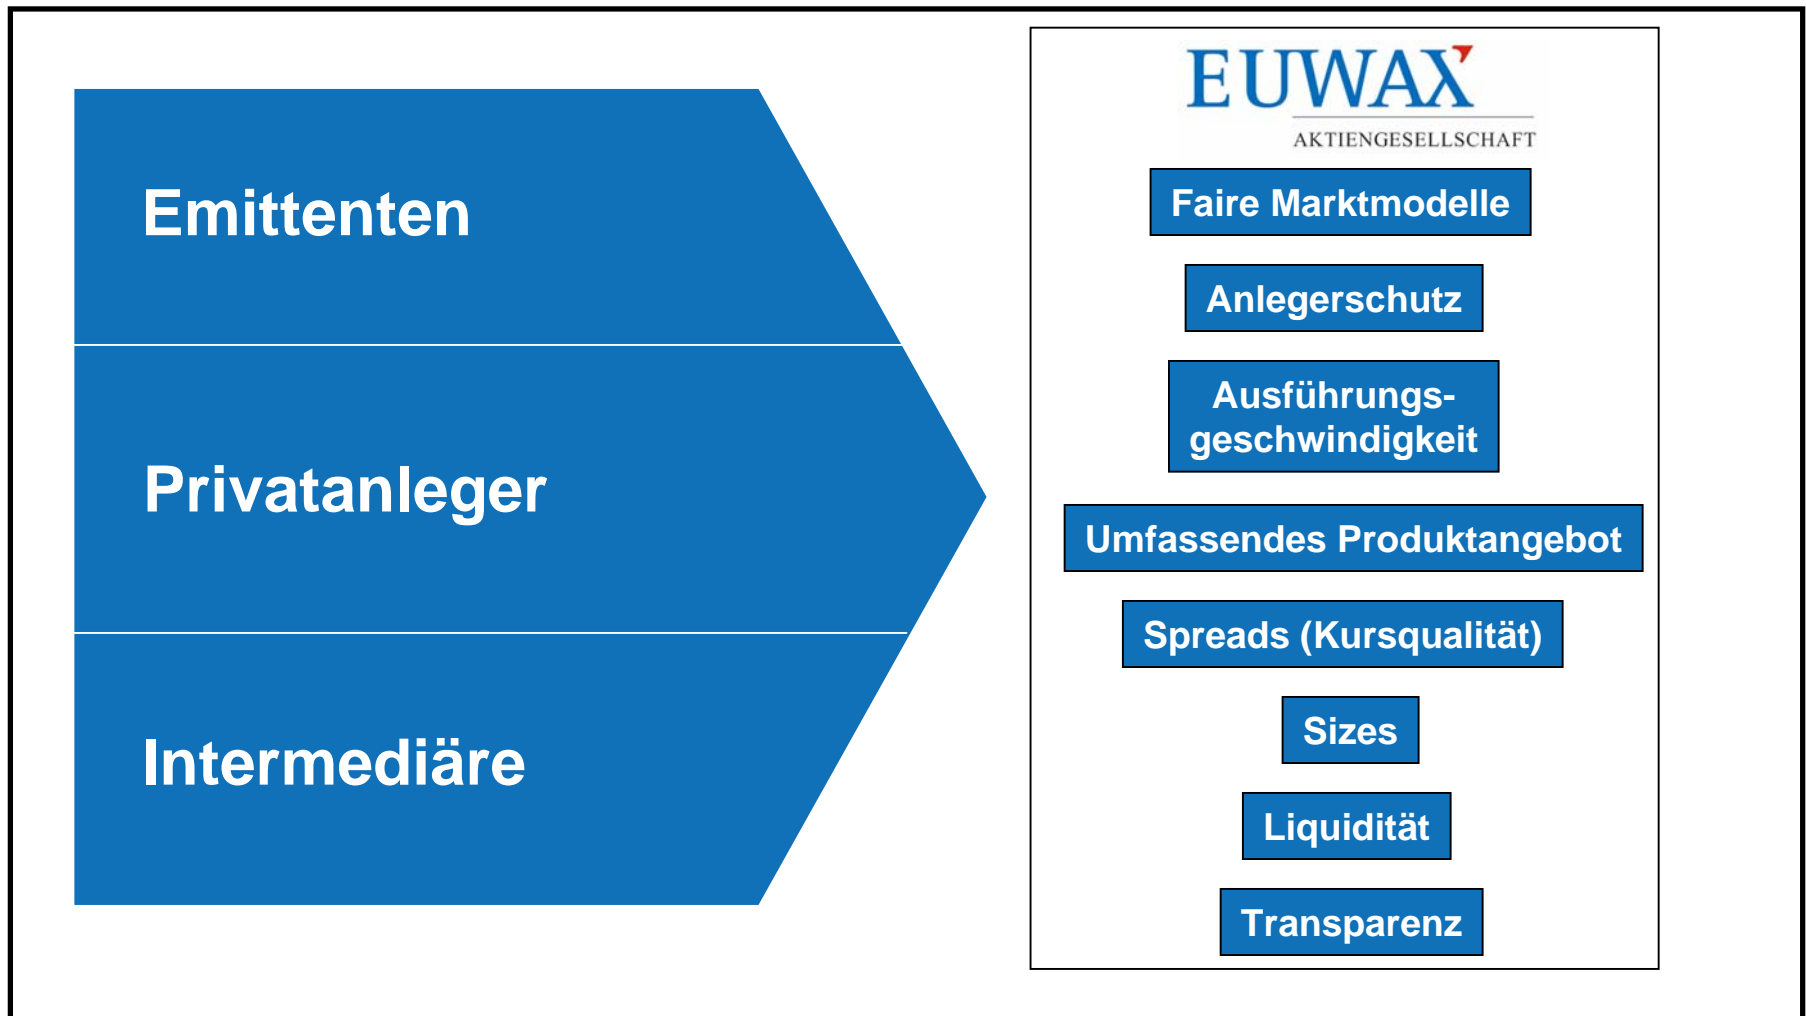 Emittenten
Privatanleger
Intermediäre
EUWAX
AKTIENGESELLSCHAFT
Faire Marktmodelle
Anlegerschutz
Ausführungs-
geschwindigkeit
Umfassendes Produktangebot
Spreads (Kursqualität)
Sizes
Liquidität
Transparenz